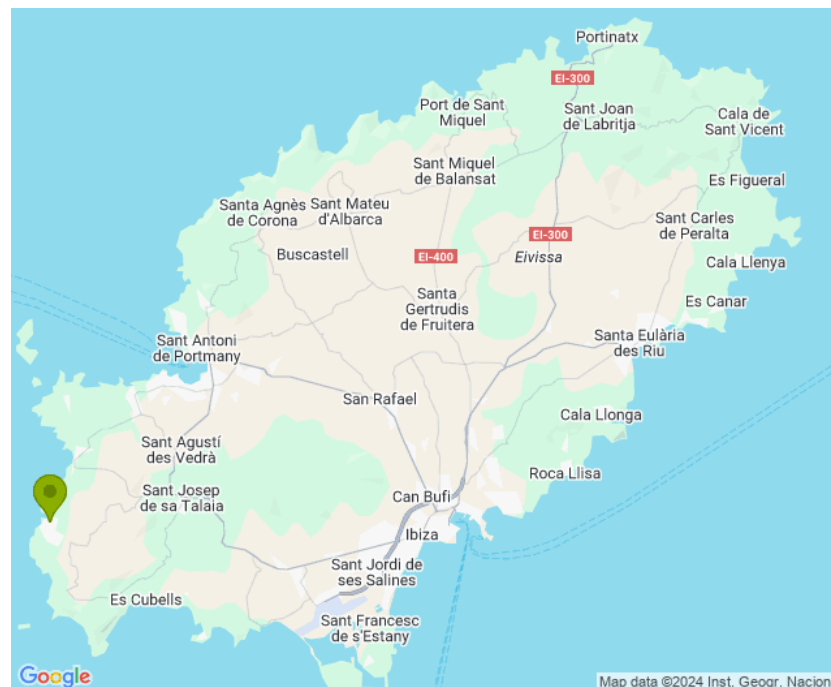 Portinatx
EI-300
Port de Sant
Miquel
Sant Joan
de Labritja
Cala de
Sant Vicent
Sant Miquel
de Balansat
Es Figueral
Santa Agnès
de Corona
Sant Mateu
d'Albarca
Sant Carles
de Peralta
EI-300
Buscastell
EI-400
Eivissa
Cala Llenya
Santa
Gertrudis
de Fruitera
Es Canar
Sant Antoni
de Portmany
Santa Eulària
des Riu
San Rafael
Cala Llonga
Sant Agustí
des Vedrà
Roca Llisa
Sant Josep
de sa Talaia
Can Bufi
Ibiza
Sant Jordi de
ses Salines
Es Cubells
Sant Francesc
de s'Estany
Google
Map data ©2024 Inst. Geogr. Nacion